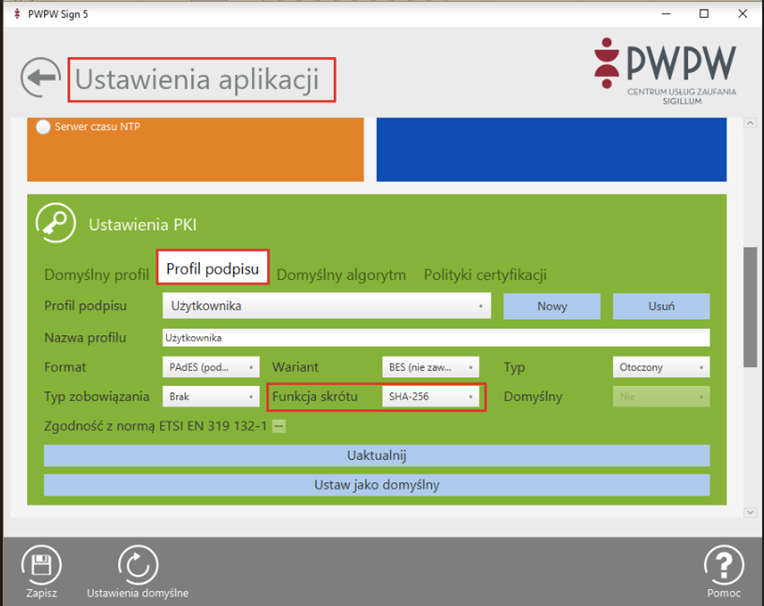 PWPW Sign 5
Ustawienia aplikacji
PWPW
CENTRUM USŁUG ZAUFANIA
SIGILLUM
Serwer czasu NTP
Ustawienia PKI
Domyślny profil Profil podpisu Domyślny algorytm Polityki certyfikacji
Profil podpisu Użytkownika Nowy Usuń
Nazwa profilu Użytkownika
Format PAdES (pod... Wariant BES (nie zaw... Typ Otoczony
Typ zobowiązania Brak Funkcja skrótu SHA-256 Domyślny Nie
Zgodność z normą ETSI EN 319 132-1
Uaktualnij
Ustaw jako domyślny
Zapisz Ustawienia domyślne Pomoc